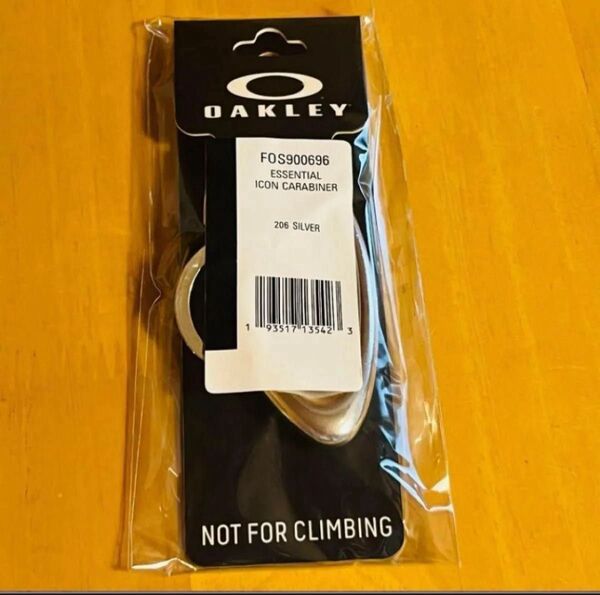 OAKLEY
FOS900696
ESSENTIAL
ICON CARABINER
206 SILVER
1 93517 13542 3
NOT FOR CLIMBING